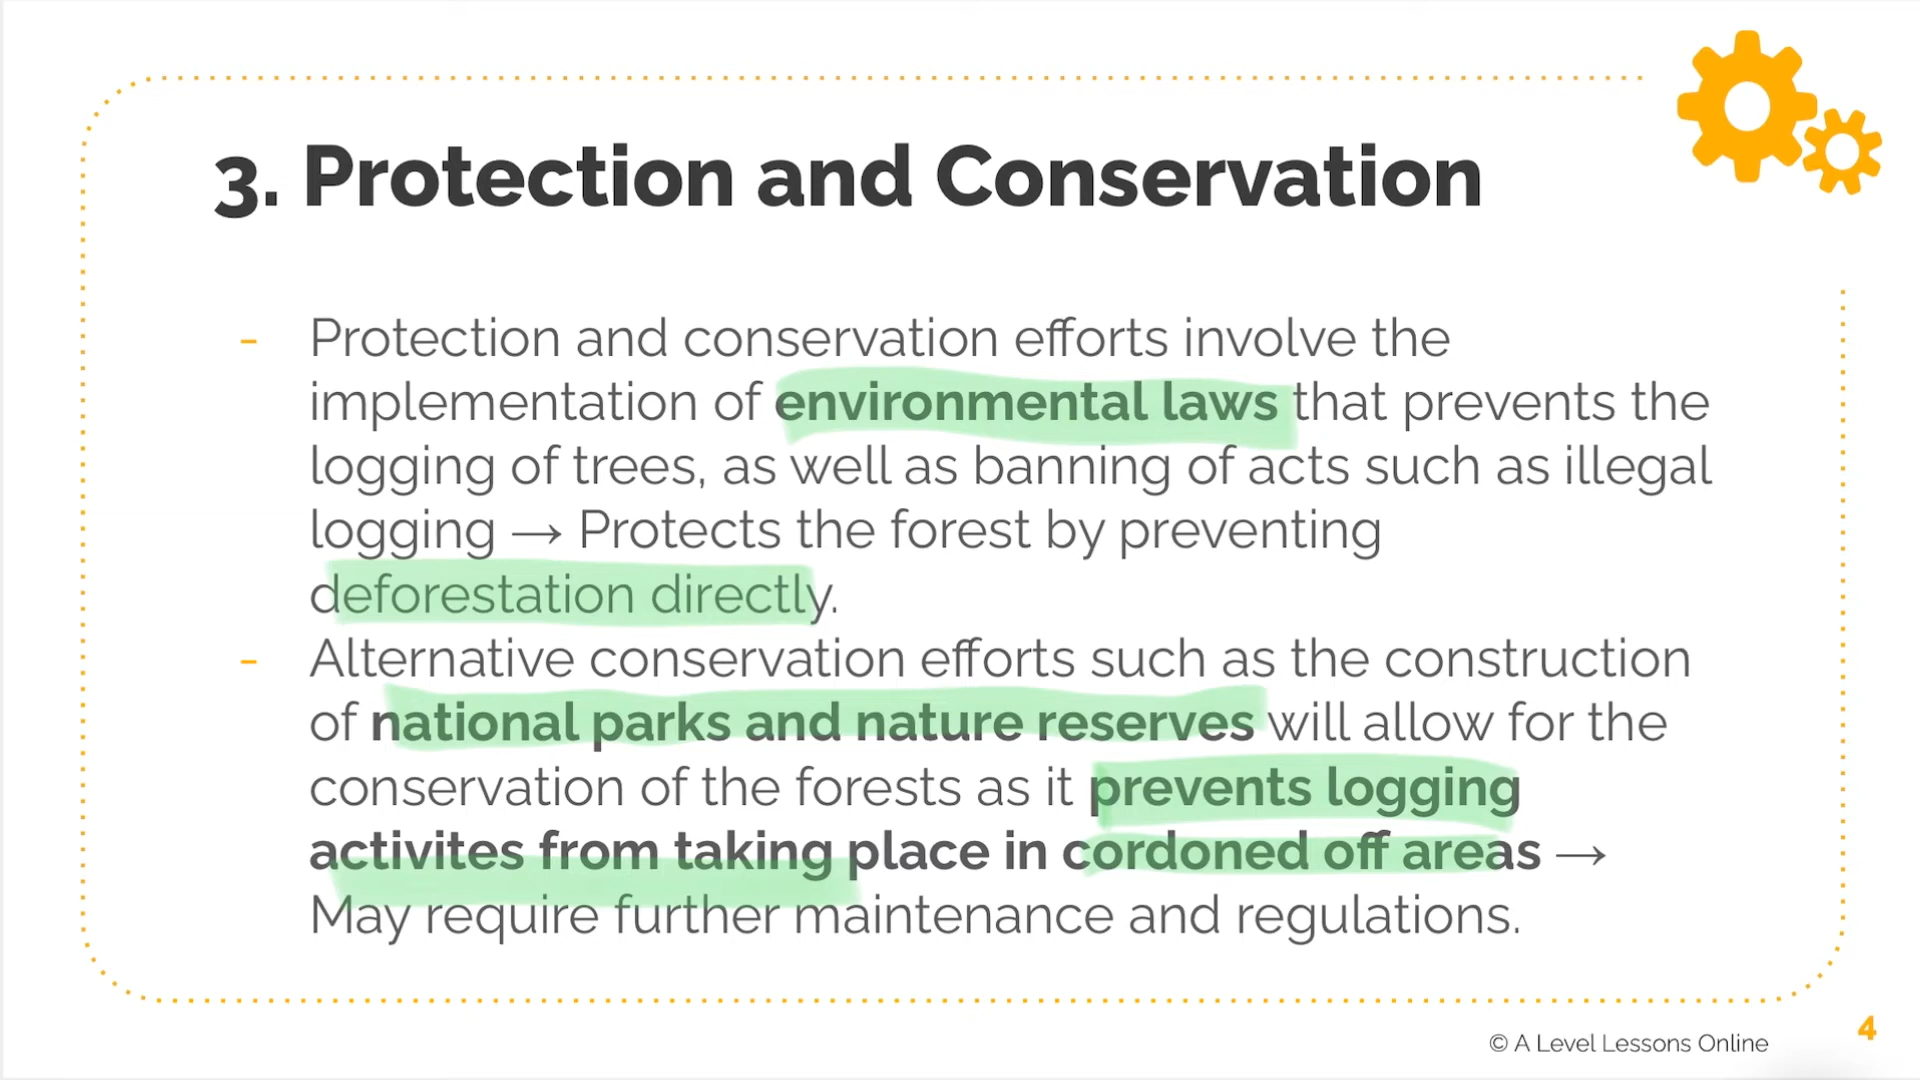 3. Protection and Conservation
- Protection and conservation efforts involve the
implementation of environmental laws that prevents the
logging of trees, as well as banning of acts such as illegal
logging → Protects the forest by preventing
deforestation directly.
- Alternative conservation efforts such as the construction
of national parks and nature reserves will allow for the
conservation of the forests as it prevents logging
activites from taking place in cordoned off areas →
May require further maintenance and regulations.
© A Level Lessons Online
4